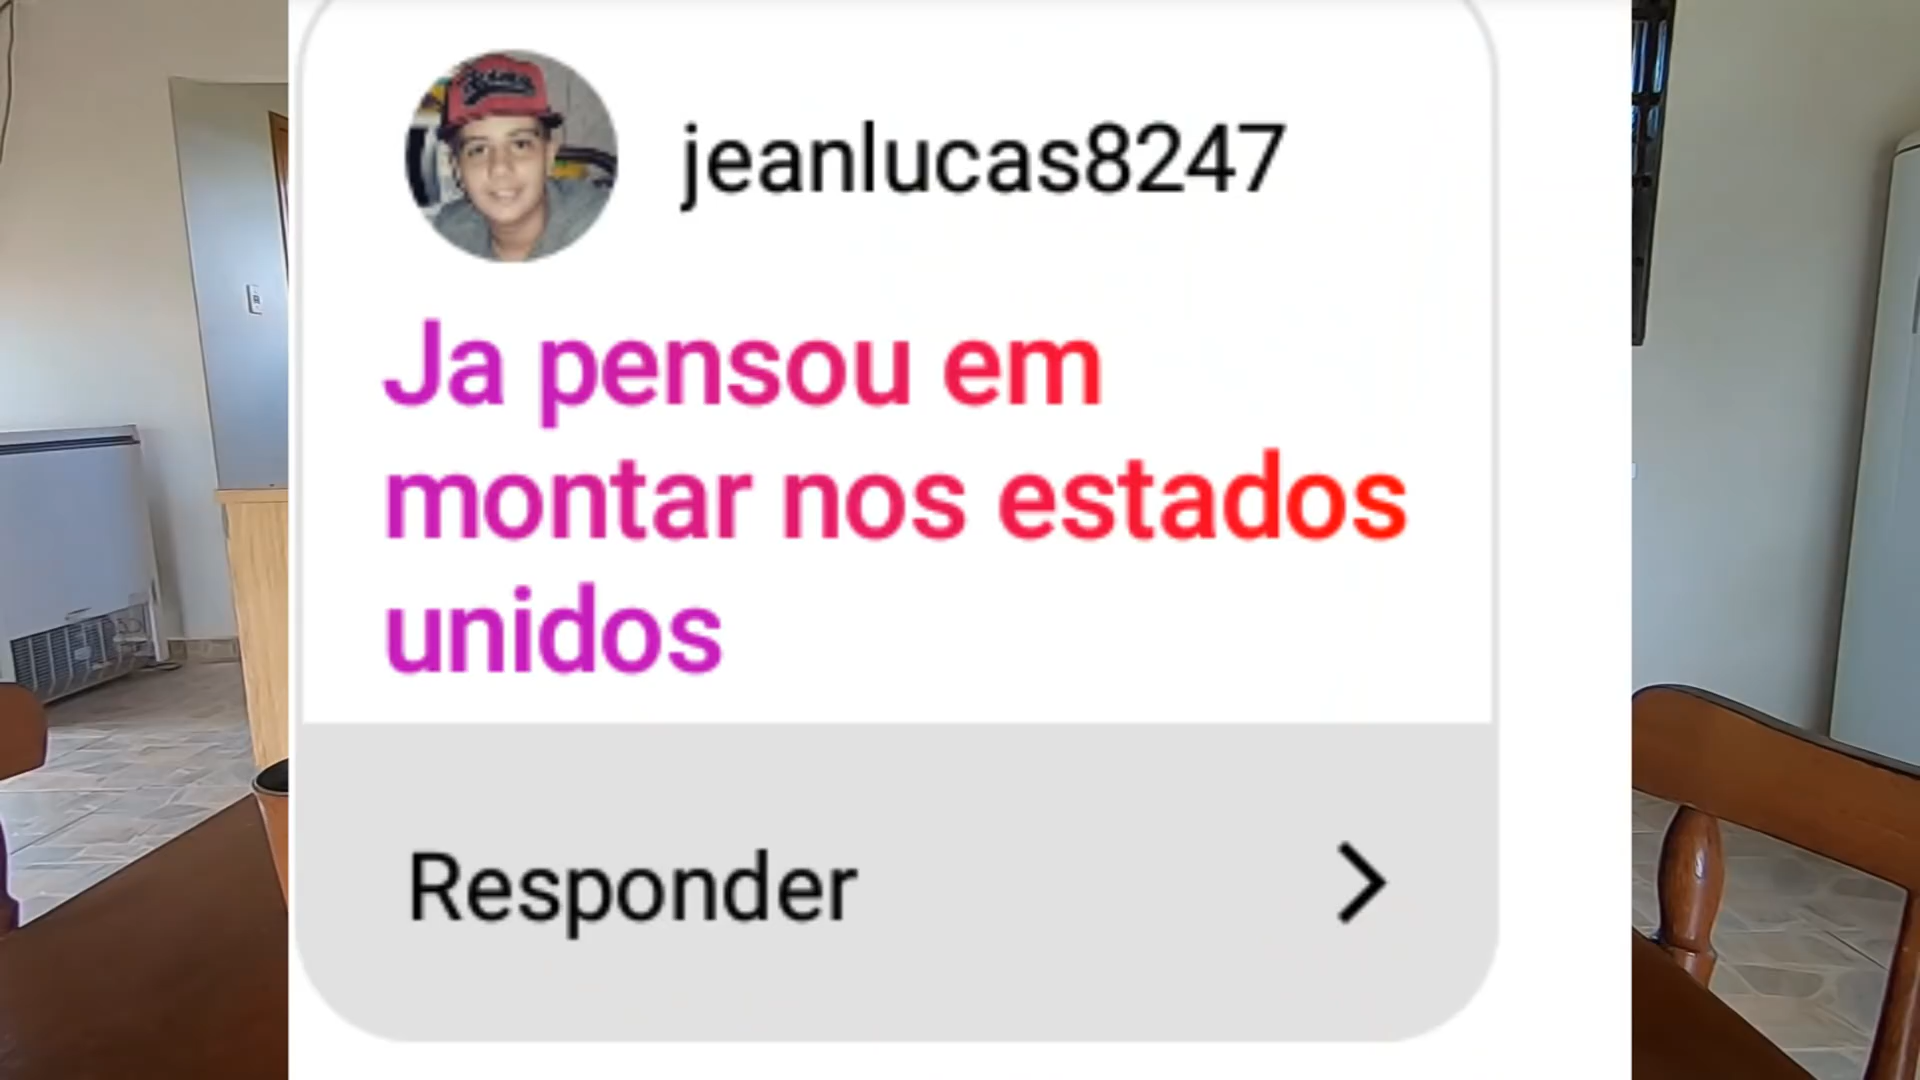 jeanlucas8247
Ja pensou em
montar nos estados
unidos
Responder